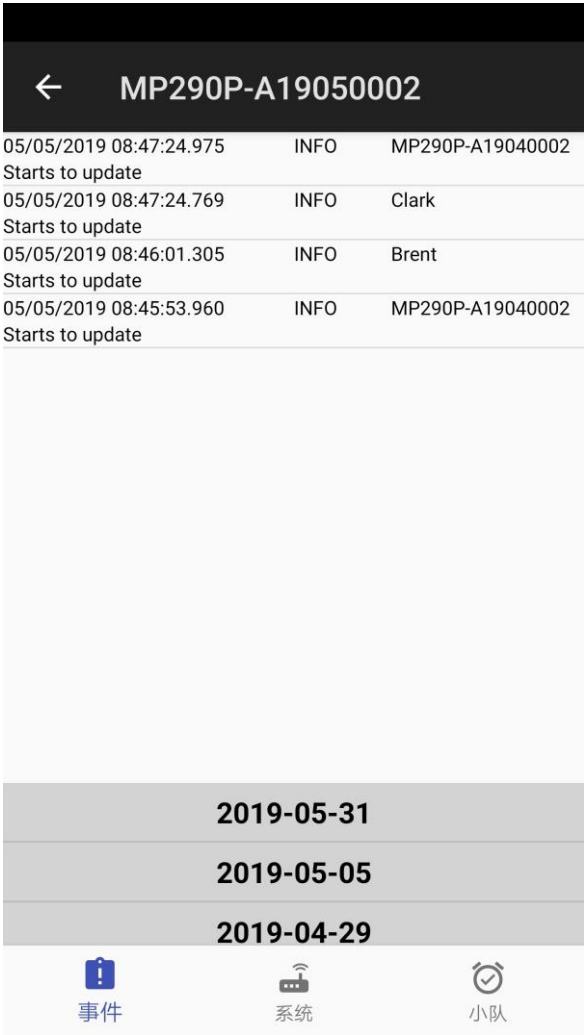 MP290P-A19050002
05/05/2019 08:47:24.975 INFO MP290P-A19040002
Starts to update
05/05/2019 08:47:24.769 INFO Clark
Starts to update
05/05/2019 08:46:01.305 INFO Brent
Starts to update
05/05/2019 08:45:53.960 INFO MP290P-A19040002
Starts to update
2019-05-31
2019-05-05
2019-04-29
事件 系统 小队